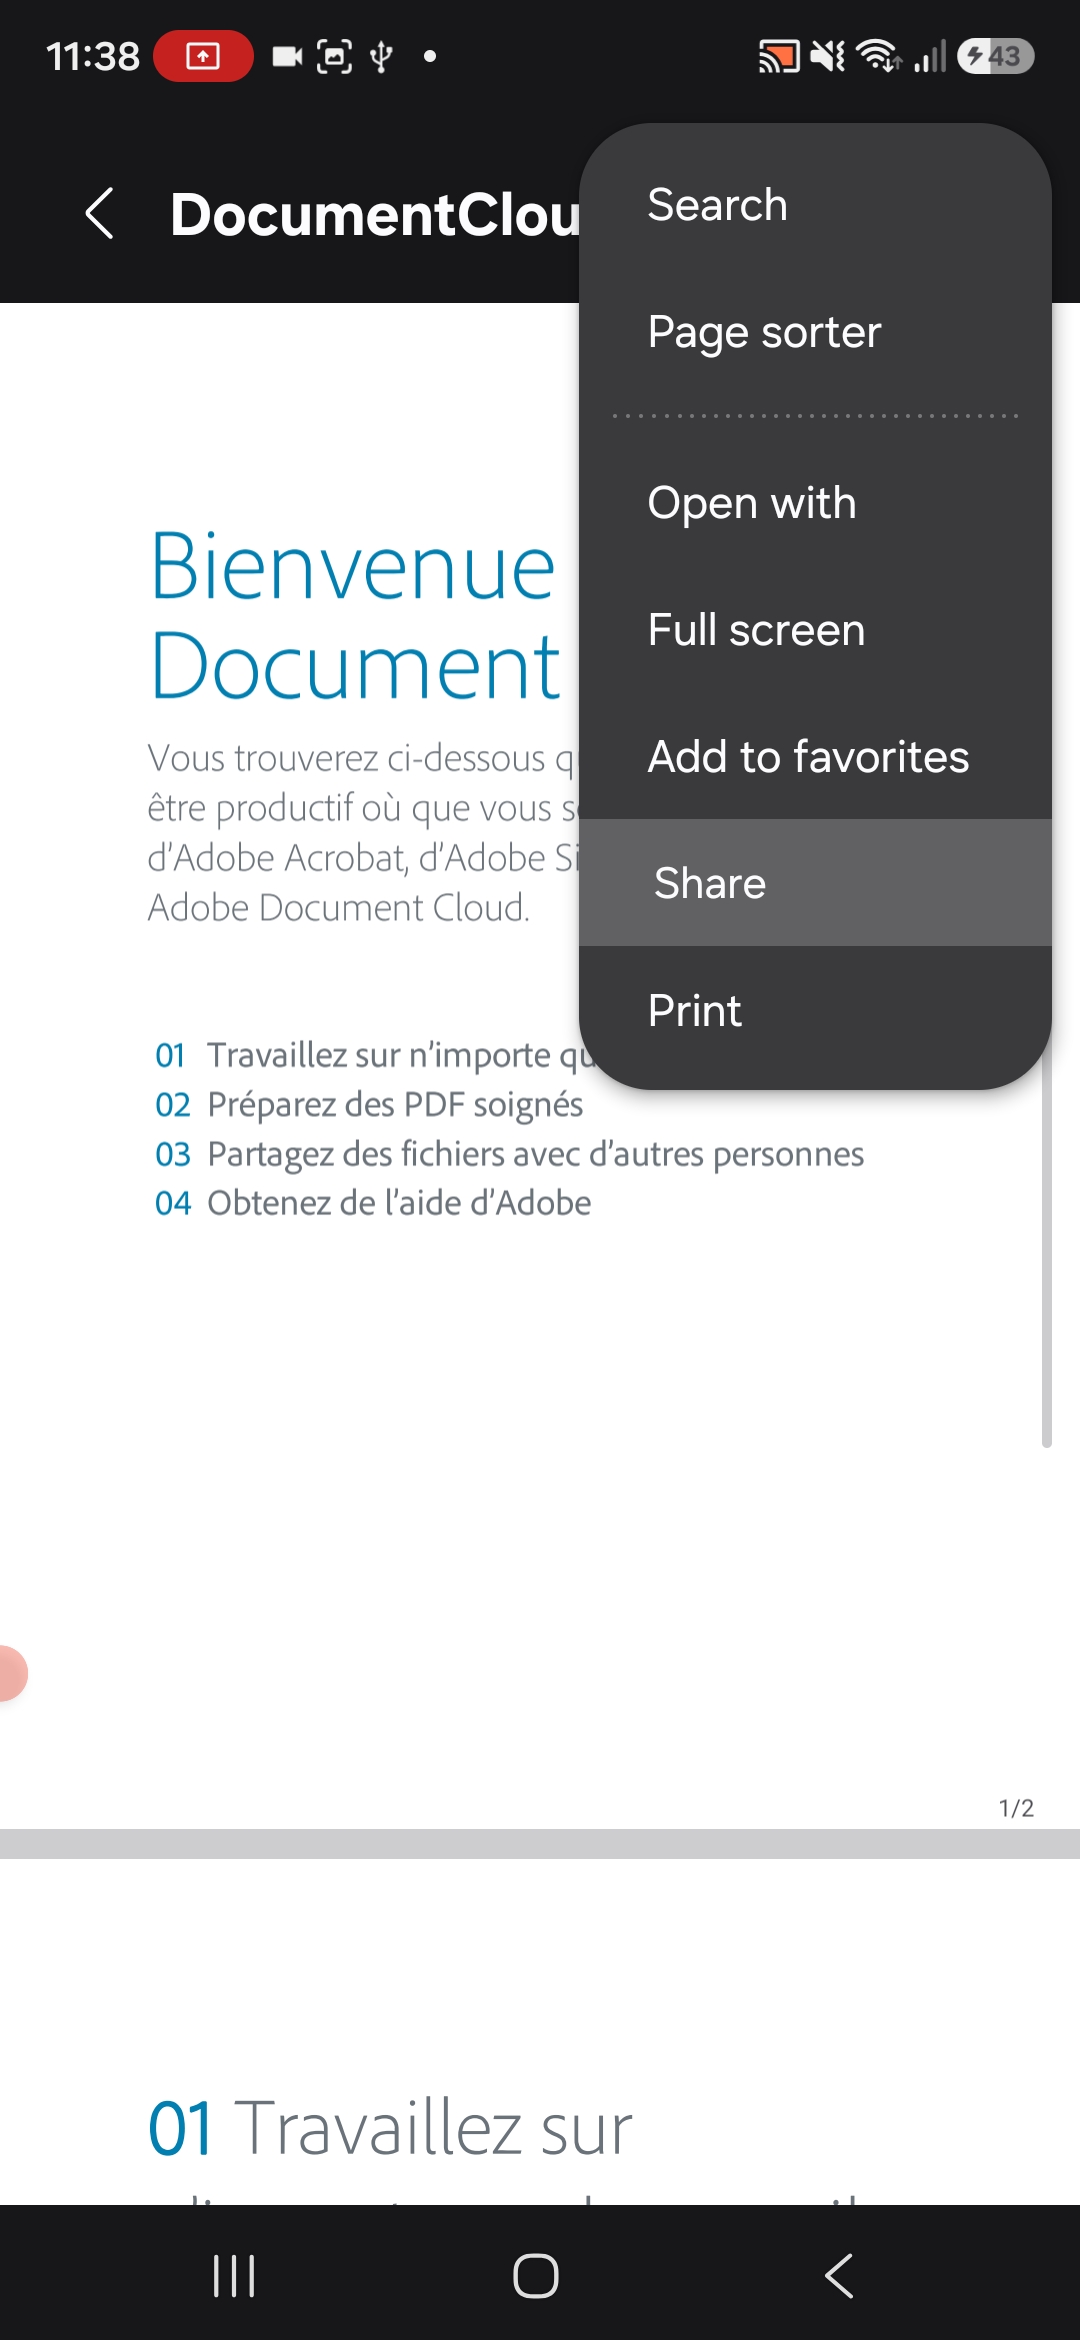 11:38
43
DocumentClou
Search
Page sorter
Open with
Full screen
Add to favorites
Share
Print
Bienvenue
Document
Vous trouverez ci-dessous
être productif où que vous
d’Adobe Acrobat, d’Adobe
Adobe Document Cloud.
01 Travaillez sur n’importe
02 Préparez des PDF soignés
03 Partagez des fichiers avec d’autres personnes
04 Obtenez de l’aide d’Adobe
1/2
01 Travaillez sur